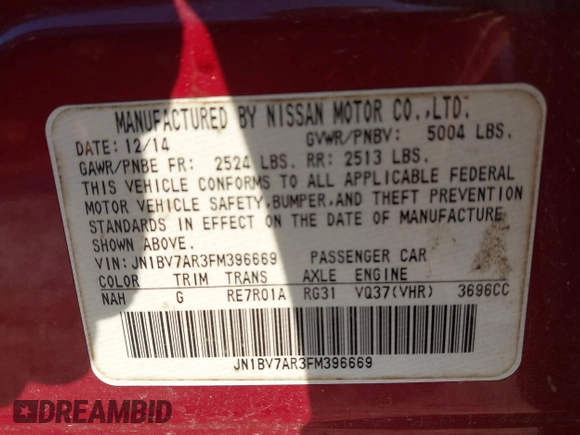 MANUFACTURED BY NISSAN MOTOR CO.,LTD.
DATE: 12/14 GVWR/PNBV: 5004 LBS.
GAWR/PNBE FR: 2524 LBS. RR: 2513 LBS.
THIS VEHICLE CONFORMS TO ALL APPLICABLE FEDERAL
MOTOR VEHICLE SAFETY,BUMPER,AND THEFT PREVENTION
STANDARDS IN EFFECT ON THE DATE OF MANUFACTURE
SHOWN ABOVE.
VIN:JN1BV7AR3FM396669 PASSENGER CAR
COLOR TRIM TRANS AXLE ENGINE
NAH G RE7R01A RG31 VQ37(VHR) 3696CC
JN1BV7AR3FM396669
DREAMBID